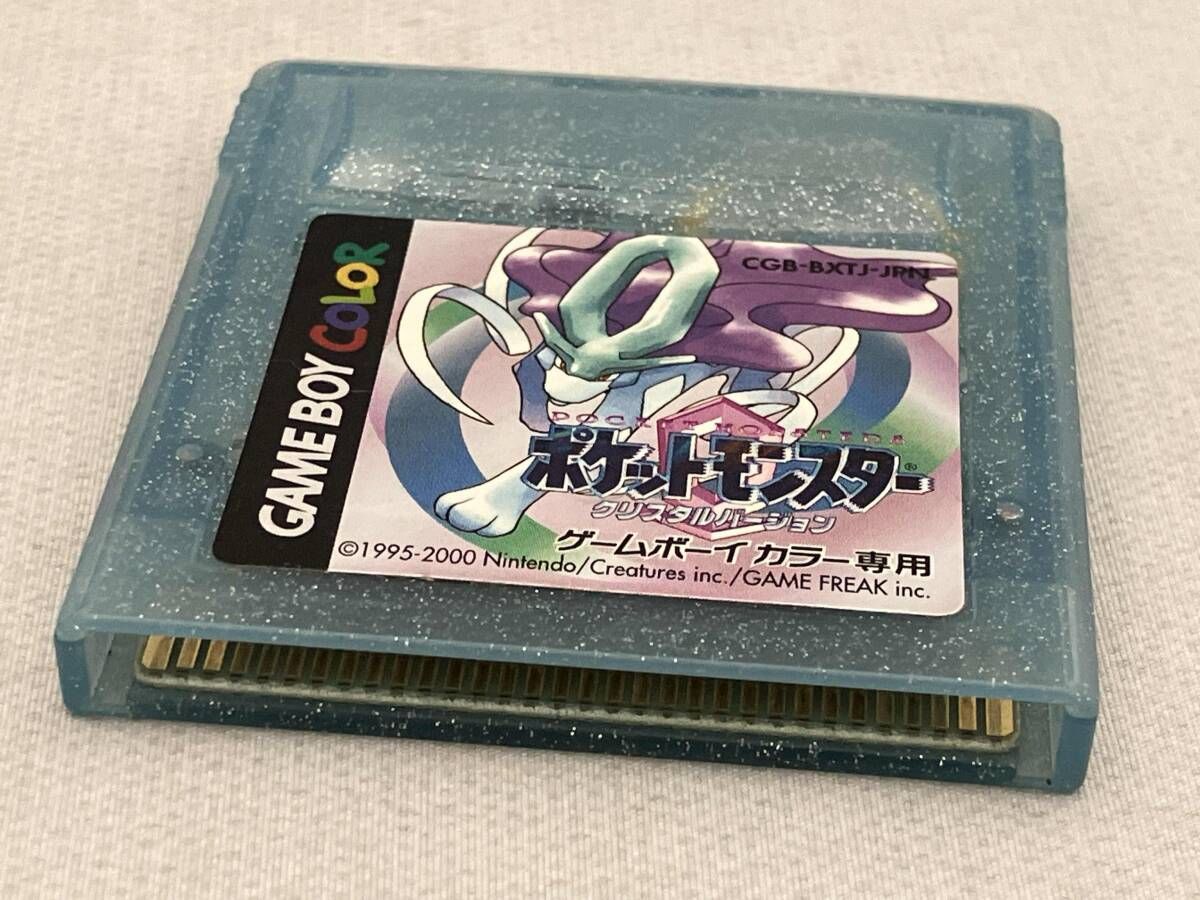 GAME BOY COLOR
CGB-BXTJ-JPN
POCKET MONSTERS
ポケットモンスター®
クリスタルバージョン
ゲームボーイ カラー専用
©1995-2000 Nintendo/Creatures inc./GAME FREAK inc.